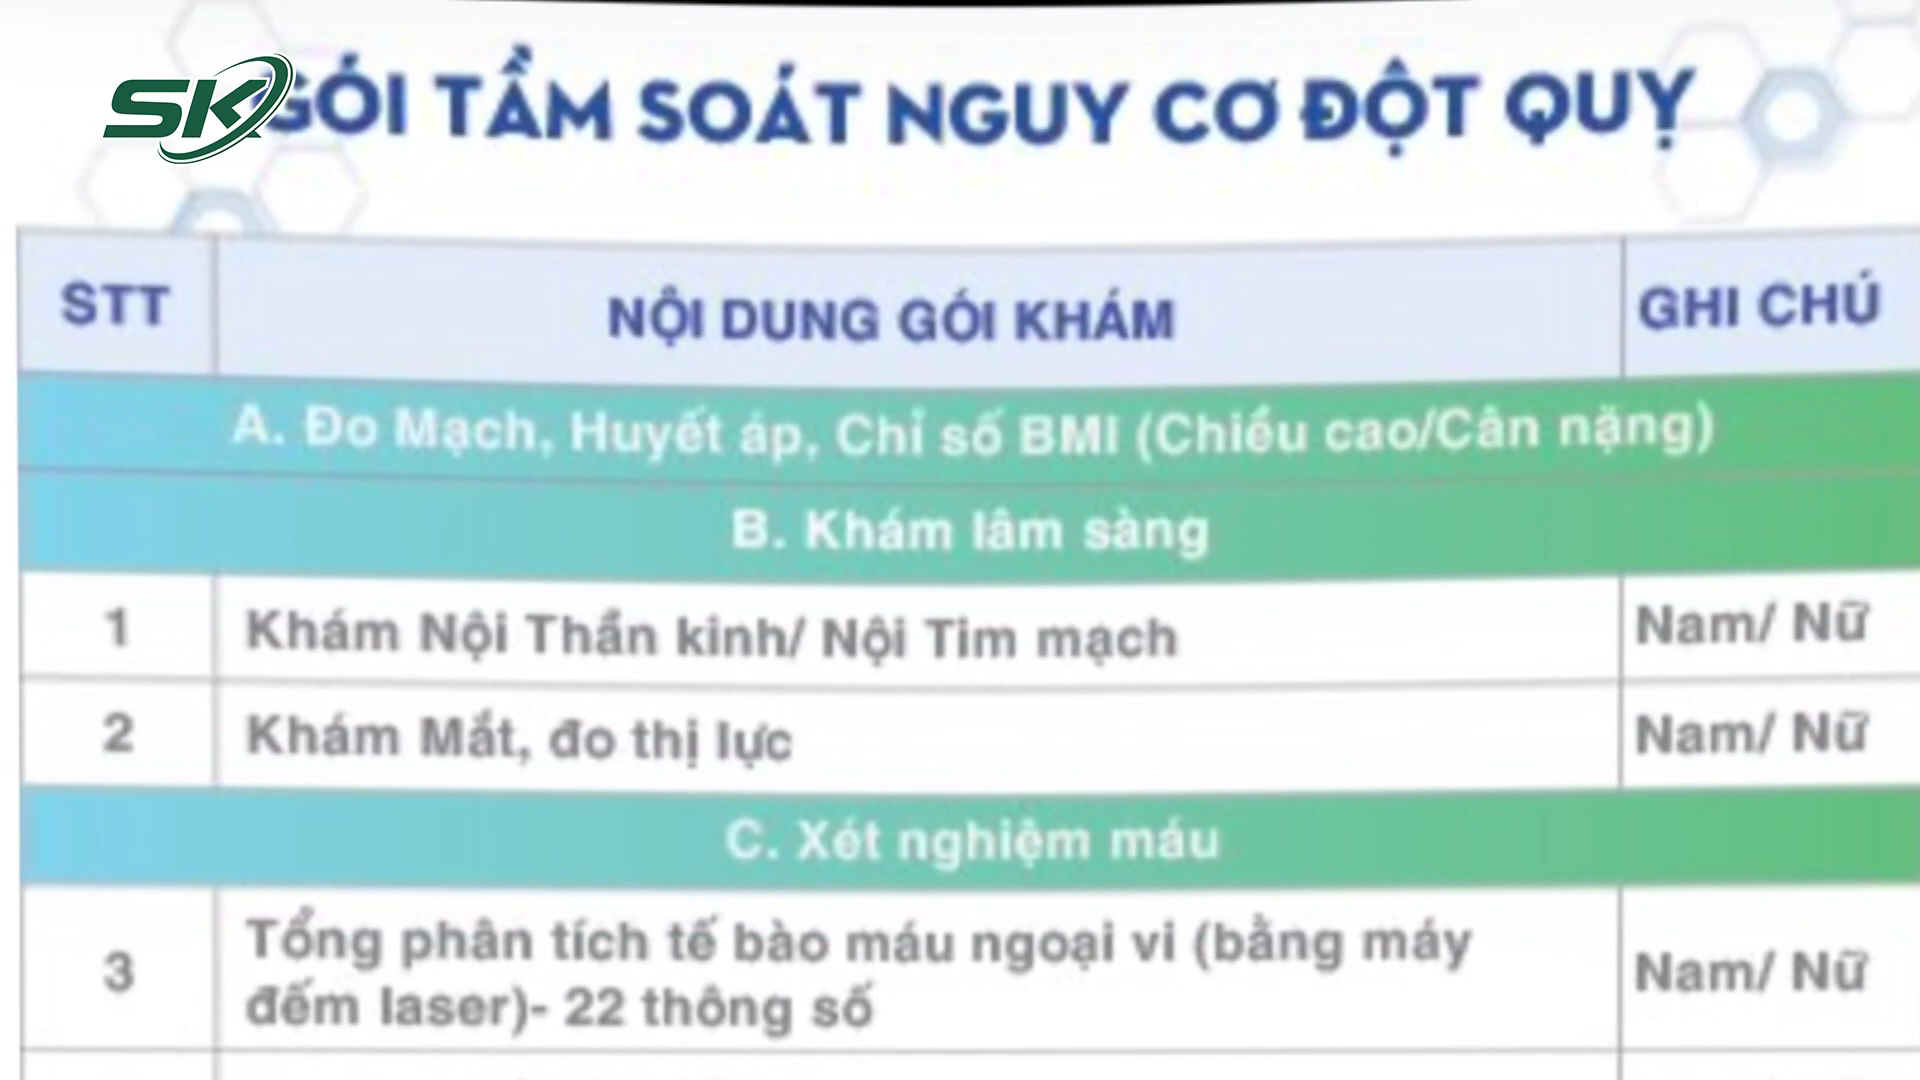 SK
GÓI TẦM SOÁT NGUY CƠ ĐỘT QUỴ
STT NỘI DUNG GÓI KHÁM GHI CHÚ
A. Đo Mạch, Huyết áp, Chỉ số BMI (Chiều cao/Cân nặng)
B. Khám lâm sàng
1 Khám Nội Thần kinh/ Nội Tim mạch Nam/ Nữ
2 Khám Mắt, đo thị lực Nam/ Nữ
C. Xét nghiệm máu
3 Tổng phân tích tế bào máu ngoại vi (bằng máy
đếm laser)- 22 thông số Nam/ Nữ